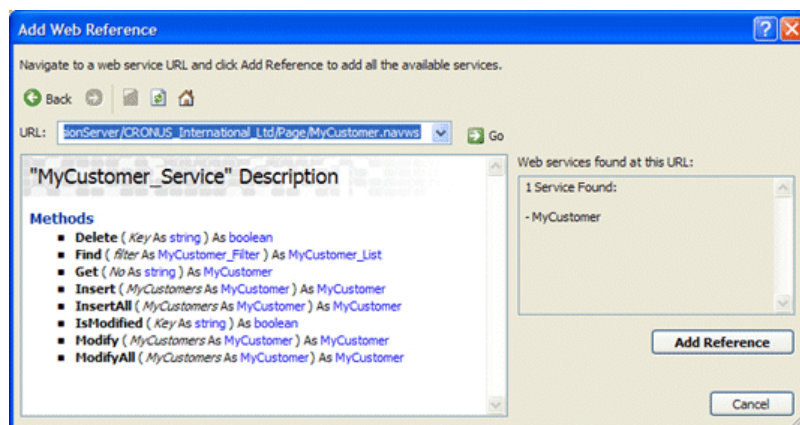 Add Web Reference
Navigate to a web service URL and click Add Reference to add all the available services.
Back
URL: sionServer/CRONUS_International_Ltd/Page/MyCustomer.navws Go
"MyCustomer_Service" Description
Methods
Delete ( Key As string ) As boolean
Find ( filter As MyCustomer_Filter ) As MyCustomer_List
Get ( No As string ) As MyCustomer
Insert ( MyCustomers As MyCustomer ) As MyCustomer
InsertAll ( MyCustomers As MyCustomer ) As MyCustomer
IsModified ( Key As string ) As boolean
Modify ( MyCustomers As MyCustomer ) As MyCustomer
ModifyAll ( MyCustomers As MyCustomer ) As MyCustomer
Web services found at this URL:
1 Service Found:
- MyCustomer
Add Reference
Cancel